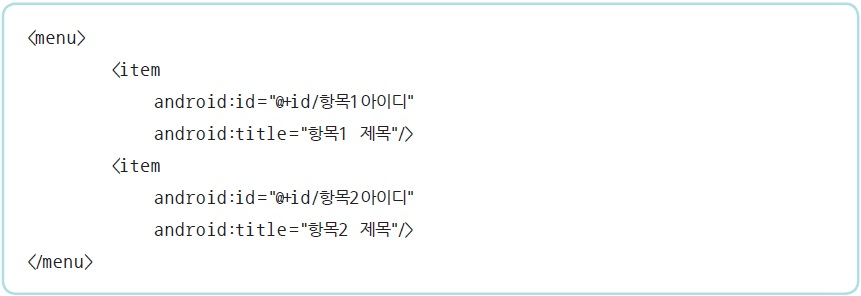 <menu>
<item
android:id="@+id/항목1아이디"
android:title="항목1 제목"/>
<item
android:id="@+id/항목2아이디"
android:title="항목2 제목"/>
</menu>